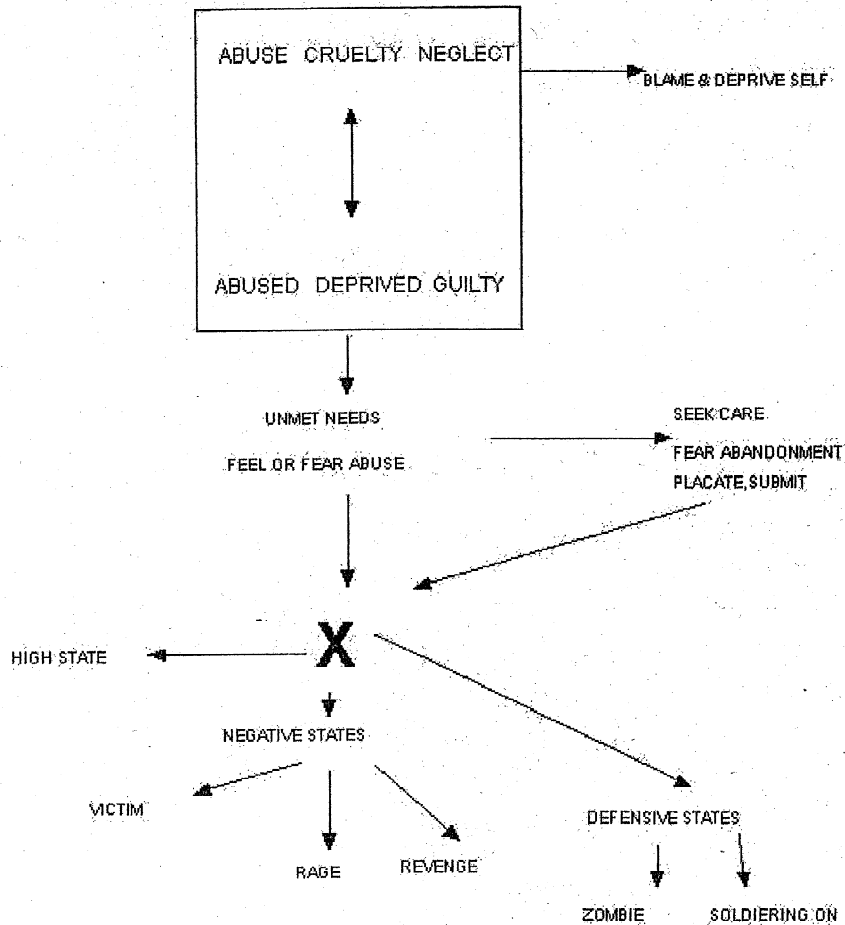 ABUSE CRUELTY NEGLECT
BLAME & DEPRIVE SELF
ABUSED DEPRIVED GUILTY
UNMET NEEDS
FEEL OR FEAR ABUSE
SEEK CARE
FEAR ABANDONMENT
PLACATE,SUBMIT
X
HIGH STATE
NEGATIVE STATES
VICTIM
RAGE
REVENGE
DEFENSIVE STATES
ZOMBIE
SOLDIERING ON